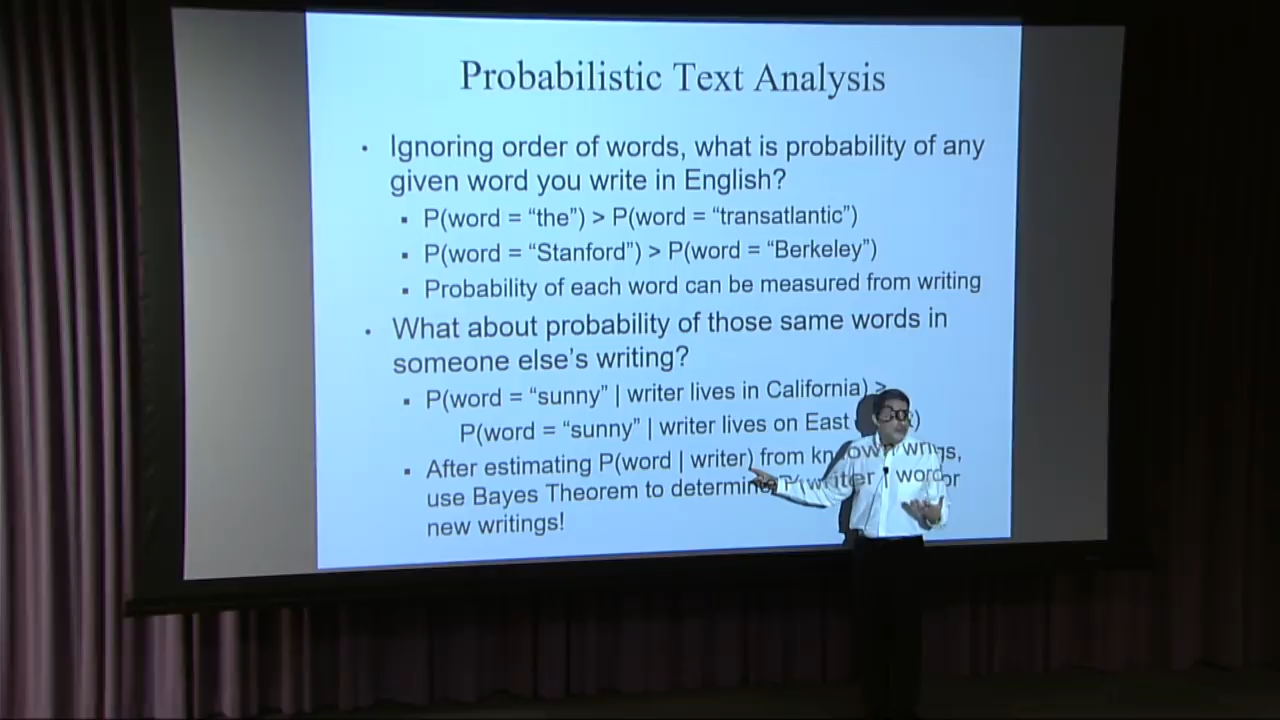 Probabilistic Text Analysis
• Ignoring order of words, what is probability of any
given word you write in English?
▪ P(word = “the”) > P(word = “transatlantic”)
▪ P(word = “Stanford”) > P(word = “Berkeley”)
▪ Probability of each word can be measured from writing
• What about probability of those same words in
someone else’s writing?
▪ P(word = “sunny” | writer lives in California) >
P(word = “sunny” | writer lives on East
▪ After estimating P(word | writer) from known
use Bayes Theorem to determine P(writer |
new writings!